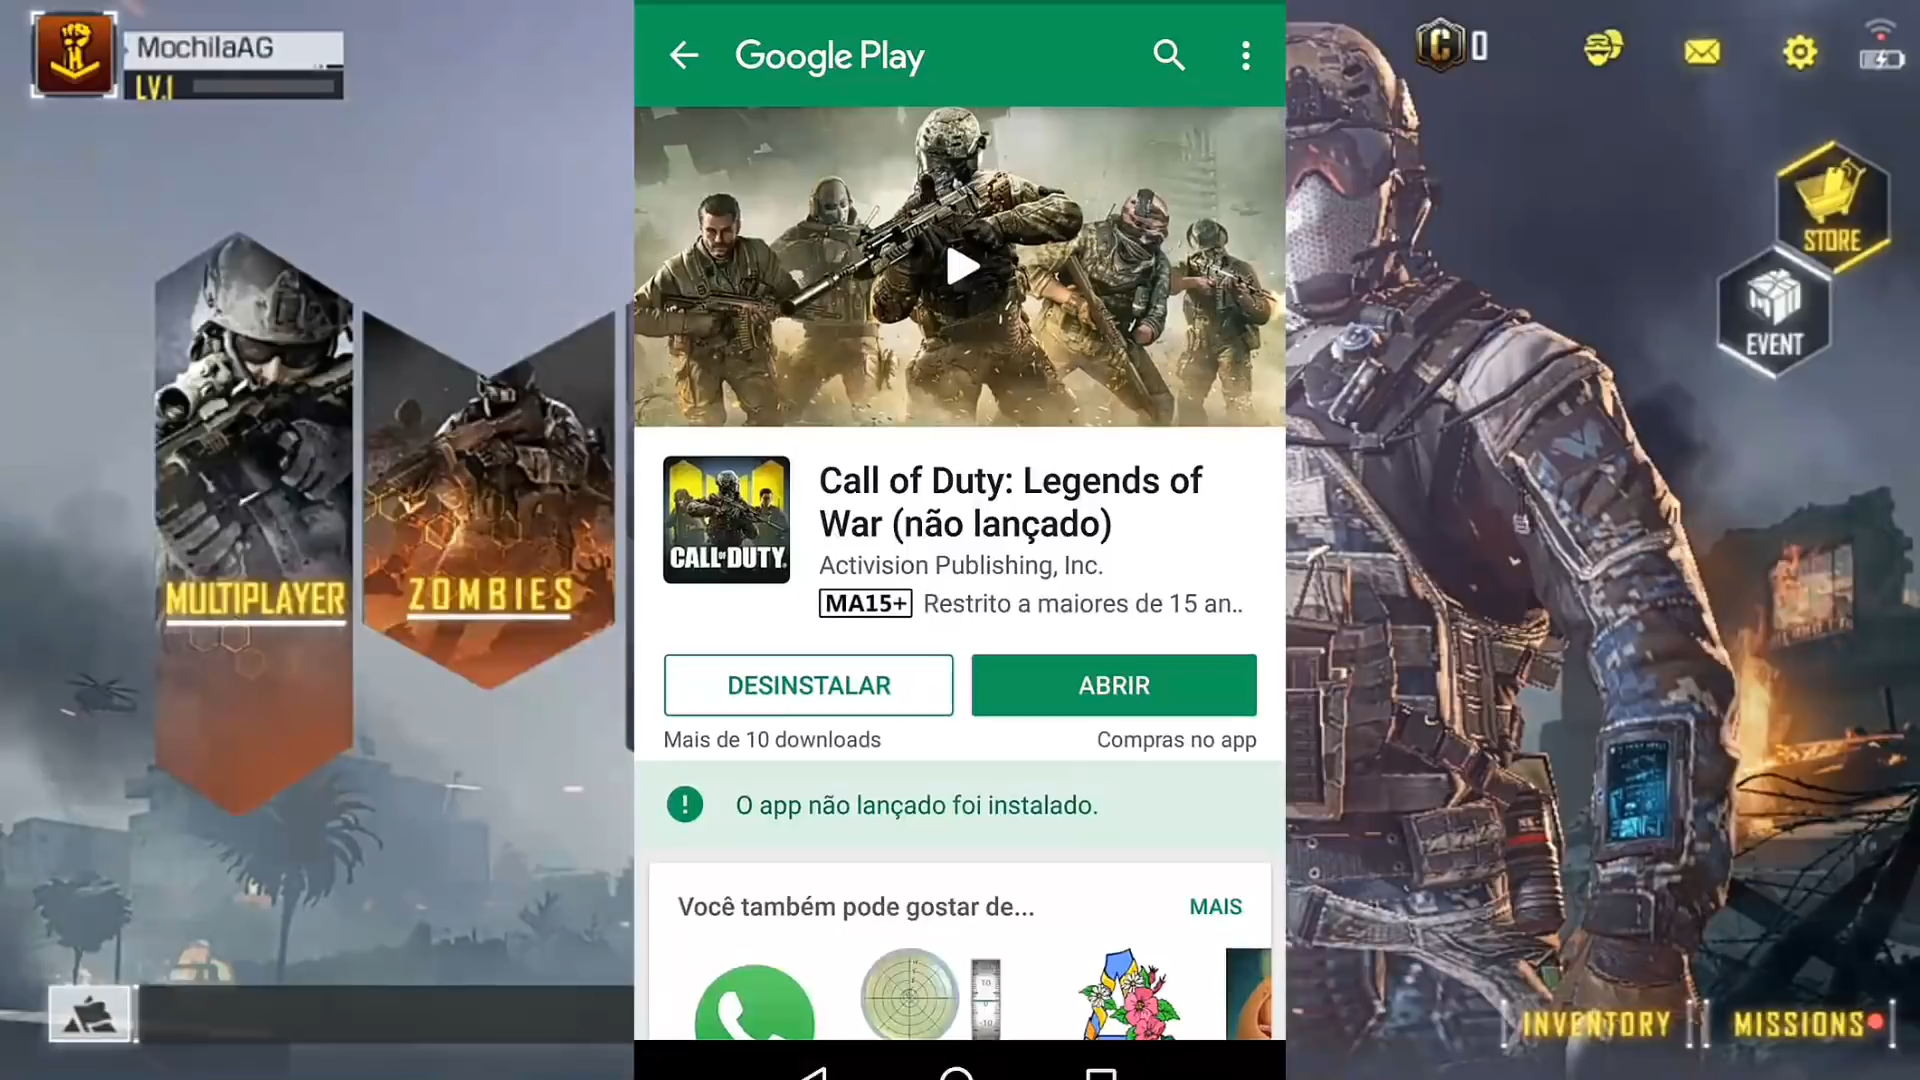 MochilaAG
LV.1
Google Play
0
STORE
EVENT
MULTIPLAYER
ZOMBIES
CALL OF DUTY.
Call of Duty: Legends of
War (não lançado)
Activision Publishing, Inc.
MA15+ Restrito a maiores de 15 an..
DESINSTALAR
ABRIR
Mais de 10 downloads
Compras no app
O app não lançado foi instalado.
Você também pode gostar de...
MAIS
INVENTORY
MISSIONS